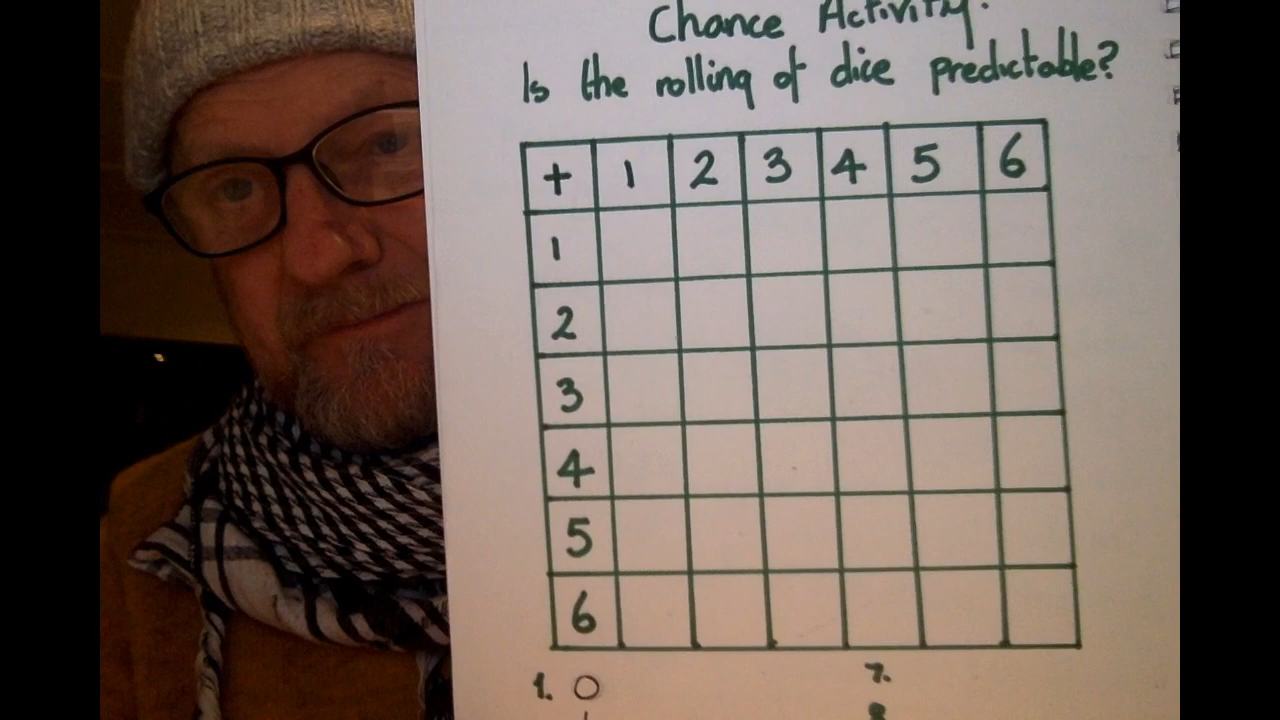 Chance Activity.
Is the rolling of dice predictable?
+ 1 2 3 4 5 6
1
2
3
4
5
6
1. 7.
8